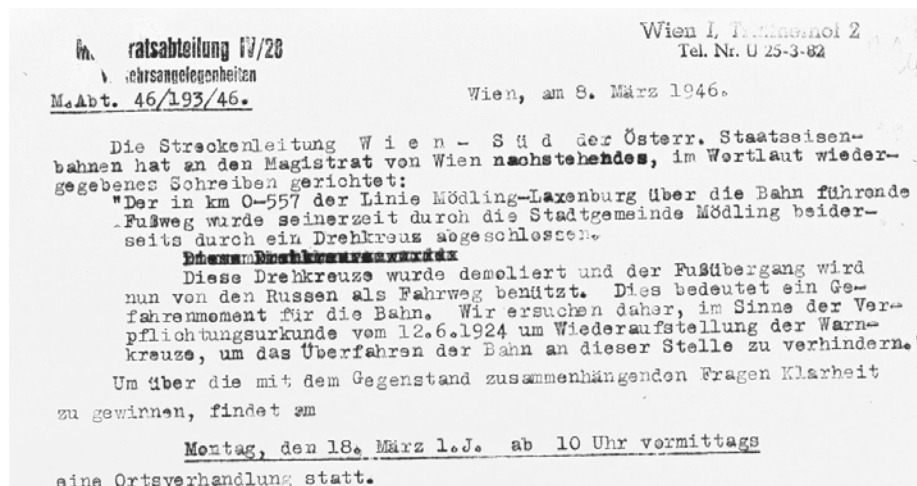 ratsabteilung IV/28
ehrsangelegenheiten
M.Abt. 46/193/46.
Wien I, 2
Tel. Nr. U 25-3-82
Wien, am 8. März 1946.
Die Streckenleitung W i e n - S ü d der Österr. Staatseisen-
bahnen hat an den Magistrat von Wien nachstehendes, im Wortlaut wieder-
gegebenes Schreiben gerichtet:
"Der in km 0-557 der Linie Mödling-Laxenburg über die Bahn führende
Fußweg wurde seinerzeit durch die Stadtgemeinde Mödling beider-
seits durch ein Drehkreuz abgeschlossen.
Diese Drehkreuze wurde demoliert und der Fußübergang wird
nun von den Russen als Fahrweg benützt. Dies bedeutet ein Ge-
fahrenmoment für die Bahn. Wir ersuchen daher, im Sinne der Ver-
pflichtungsurkunde vom 12.6.1924 um Wiederaufstellung der Warn-
kreuze, um das Überfahren der Bahn an dieser Stelle zu verhindern."
Um über die mit dem Gegenstand zusammenhängenden Fragen Klarheit
zu gewinnen, findet am
Montag, den 18. März l.J. ab 10 Uhr vormittags
eine Ortsverhandlung statt.